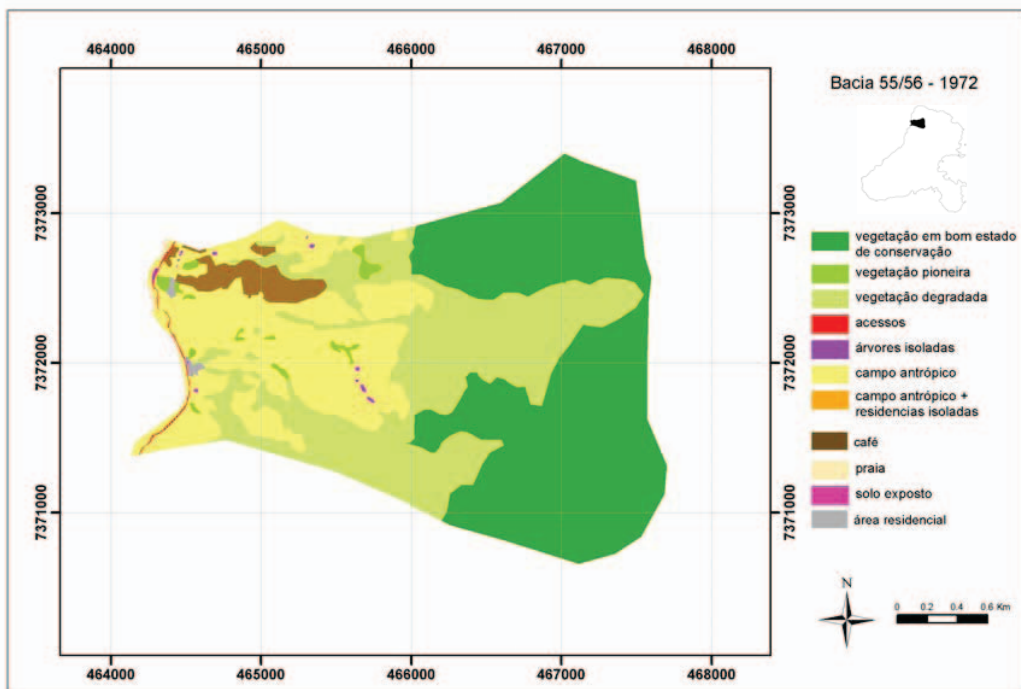 464000 465000 466000 467000 468000
Bacia 55/56 - 1972
7373000 7373000
7372000 7372000
7371000 7371000
vegetação em bom estado
de conservação
vegetação pioneira
vegetação degradada
acessos
árvores isoladas
campo antrópico
campo antrópico +
residencias isoladas
café
praia
solo exposto
área residencial
N
0 0.2 0.4 0.6 Km
464000 465000 466000 467000 468000